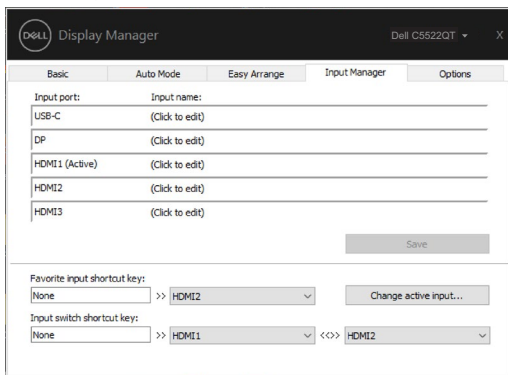 DELL Display Manager Dell C5522QT X
Basic Auto Mode Easy Arrange Input Manager Options
Input port: Input name:
USB-C (Click to edit)
DP (Click to edit)
HDMI1 (Active) (Click to edit)
HDMI2 (Click to edit)
HDMI3 (Click to edit)
Save
Favorite input shortcut key:
None >> HDMI2 Change active input...
Input switch shortcut key:
None >> HDMI1 <<>> HDMI2